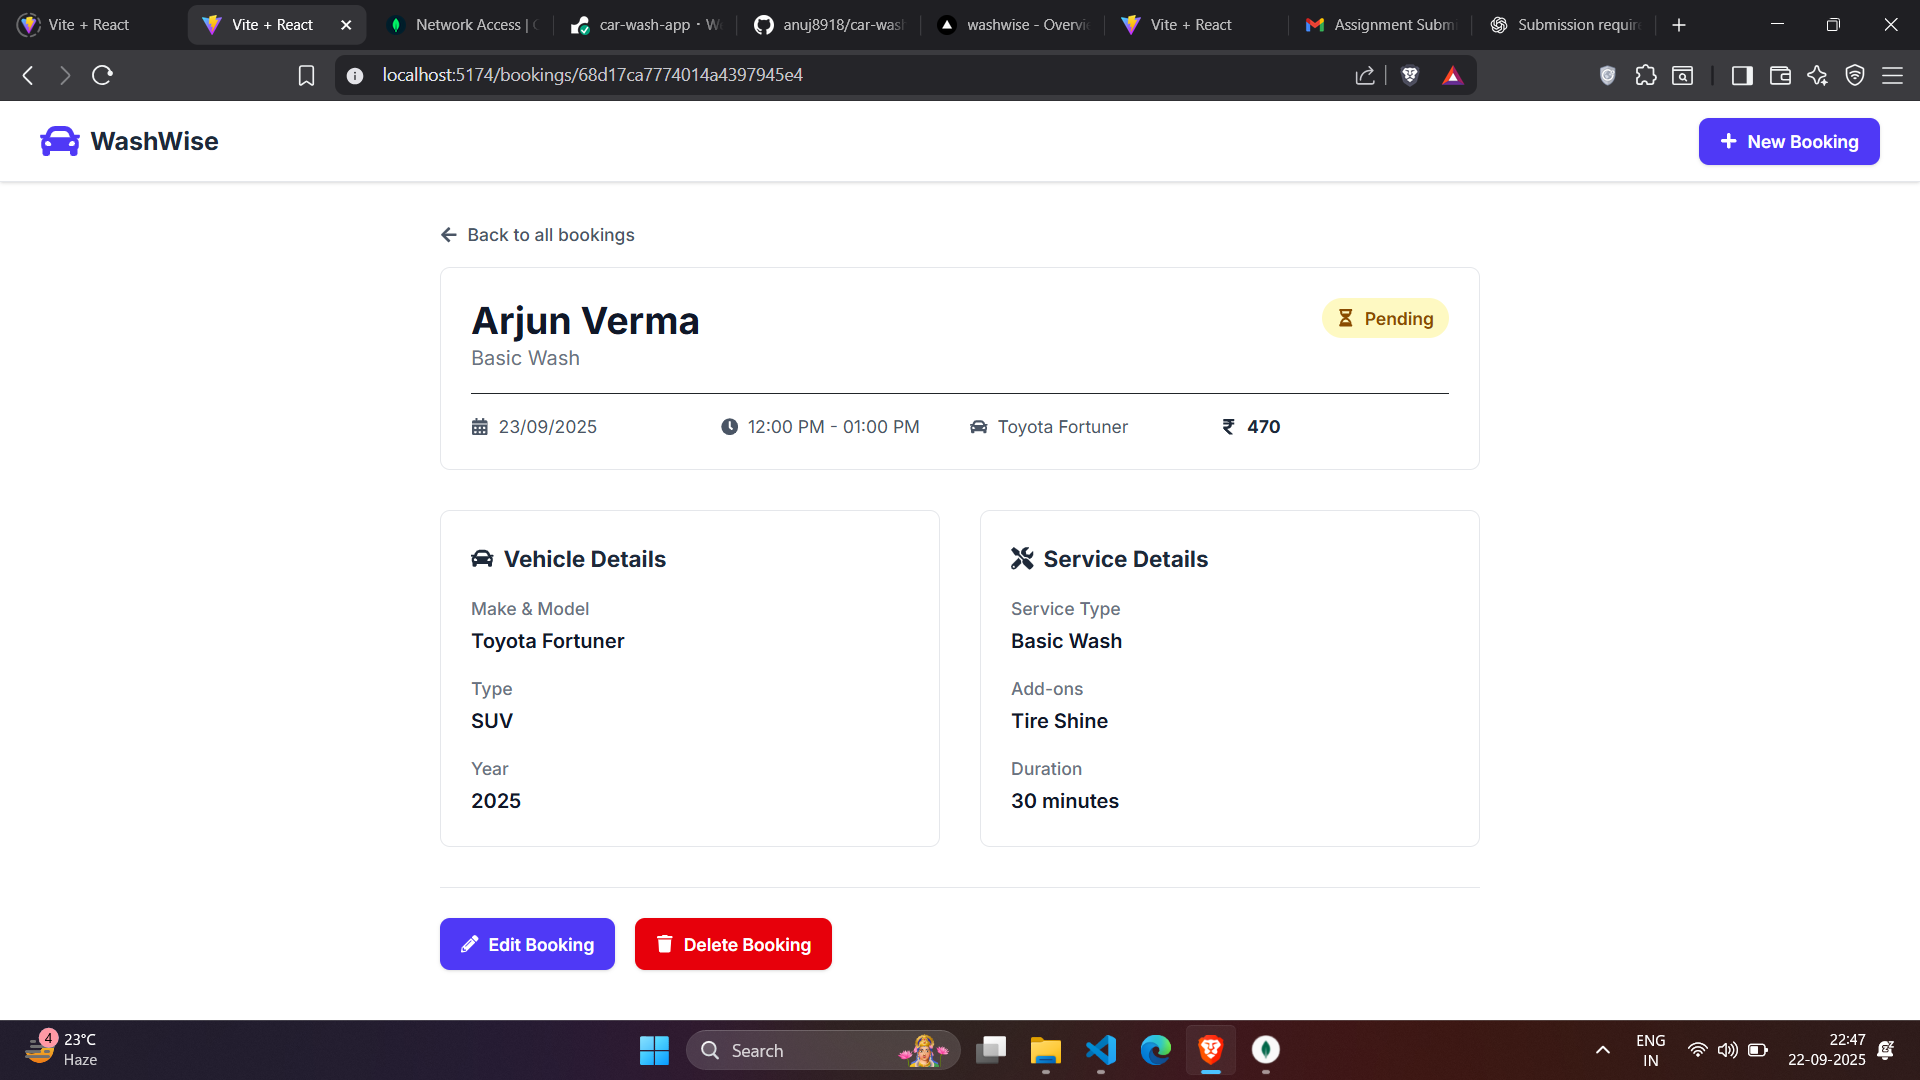 Vite + React
Vite + React
Network Access |
car-wash-app · W
anuj8918/car-wash
washwise - Overvie
Vite + React
Assignment Submi
Submission require
localhost:5174/bookings/68d17ca7774014a4397945e4
WashWise
New Booking
Back to all bookings
Arjun Verma
Pending
Basic Wash
23/09/2025
12:00 PM - 01:00 PM
Toyota Fortuner
₹ 470
Vehicle Details
Make & Model
Toyota Fortuner
Type
SUV
Year
2025
Service Details
Service Type
Basic Wash
Add-ons
Tire Shine
Duration
30 minutes
Edit Booking
Delete Booking
4
23°C
Haze
Search
ENG
IN
22:47
22-09-2025